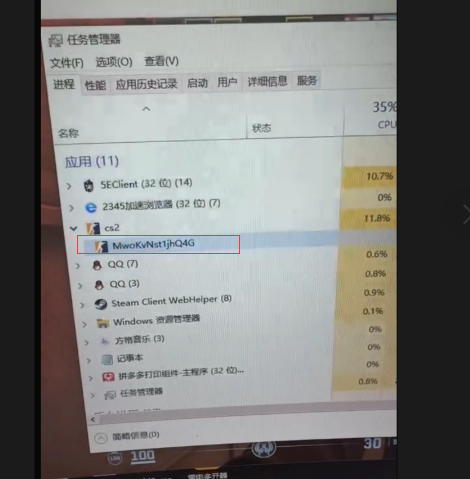 任务管理器
文件(F) 选项(O) 查看(V)
进程 性能 应用历史记录 启动 用户 详细信息 服务
35%
名称 状态 CPU
应用 (11)
5EClient (32 位) (14) 10.7%
2345加速浏览器 (32 位) (7) 0%
cs2 11.8%
MwoKvNst1jhQ4G
QQ (7) 0.6%
QQ (3) 0.8%
Steam Client WebHelper (8) 0.9%
Windows 资源管理器 0.1%
方格音乐 (3) 0%
记事本 0%
拼多多打印组件-主程序 (32 位)... 0%
任务管理器 0.8%
简略信息(D)
100 30